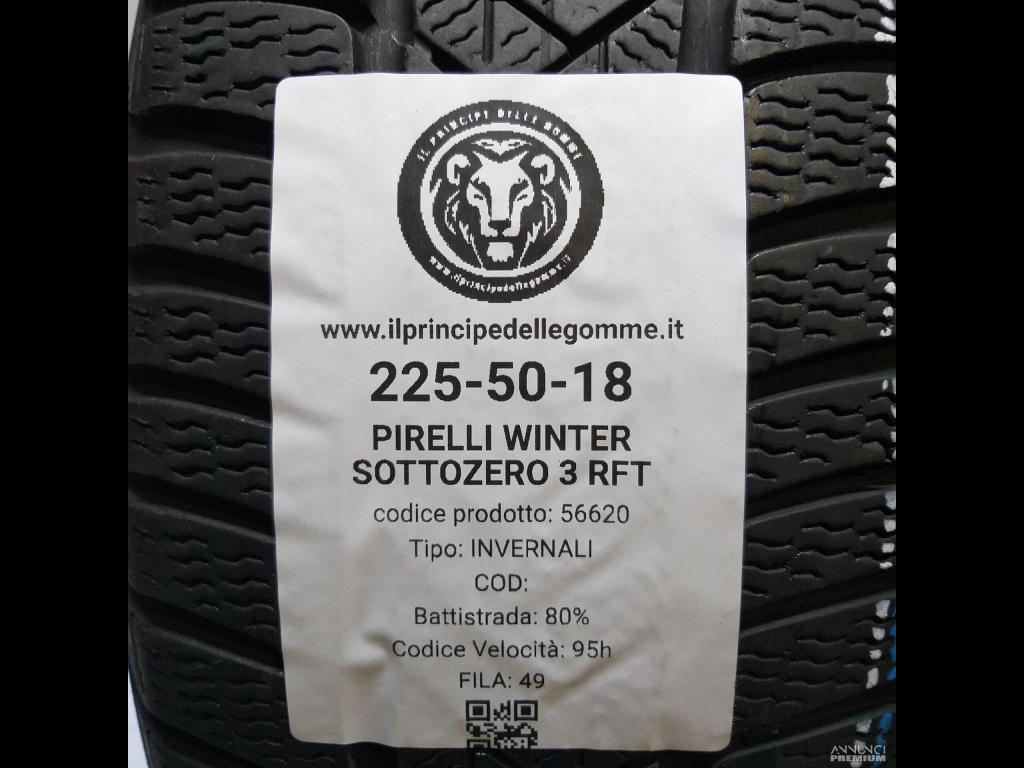 IL PRINCIPE DELLE GOMME
www.ilprincipedellegomme.it
www.ilprincipedellegomme.it
225-50-18
PIRELLI WINTER
SOTTOZERO 3 RFT
codice prodotto: 56620
Tipo: INVERNALI
COD:
Battistrada: 80%
Codice Velocità: 95h
FILA: 49
ANNUNCI
PREMIUM